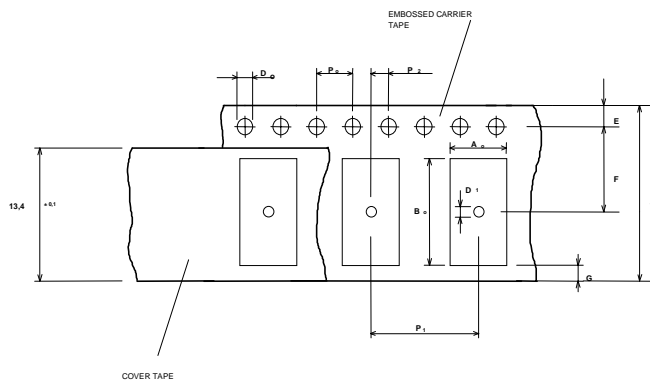 EMBOSSED CARRIER
TAPE
D o
P o
P 2
E
A o
F
D 1
B o
13,4 +0,1
G
P 1
COVER TAPE